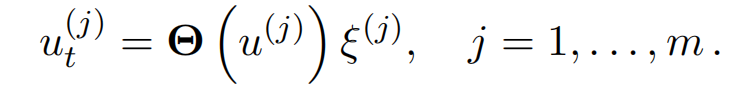 $u_t^{(j)} = \mathbf{\Theta}\left(u^{(j)}\right)\xi^{(j)}, \quad j = 1, \ldots, m\,.$